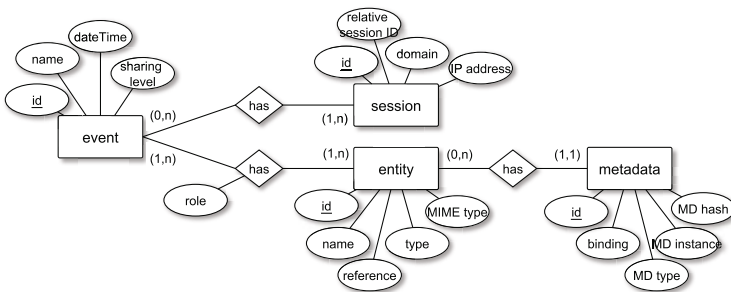 relative
session ID
dateTime
name
sharing
level
id
domain
id
IP address
(0,n)
has
session
(1,n)
event
(1,n)
(1,n)
(0,n)
(1,1)
has
entity
has
metadata
role
id
MIME type
id
MD hash
name
type
binding
MD instance
reference
MD type